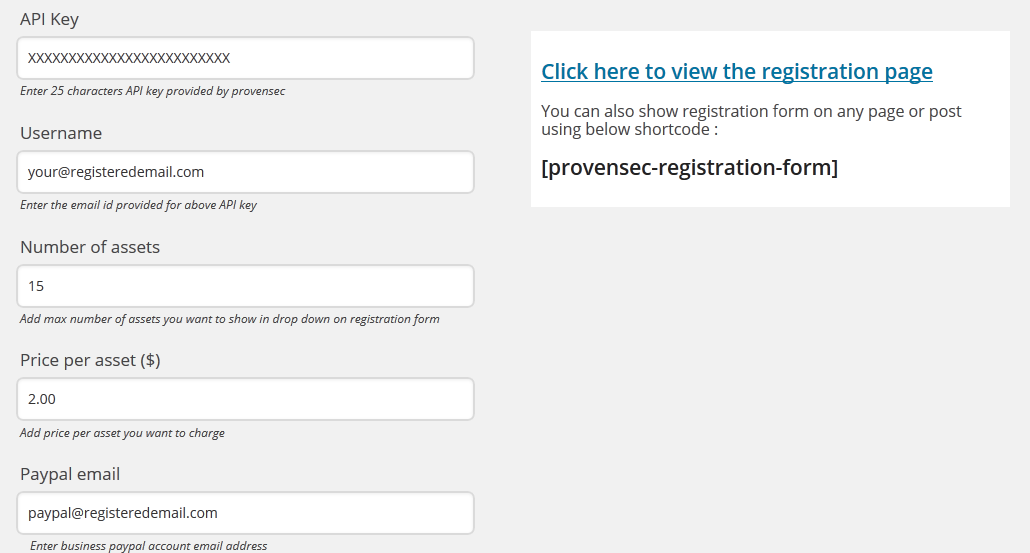 API Key
XXXXXXXXXXXXXXXXXXXXXXXXX
Enter 25 characters API key provided by provensec
Username
your@registeredemail.com
Enter the email id provided for above API key
Number of assets
15
Add max number of assets you want to show in drop down on registration form
Price per asset ($)
2.00
Add price per asset you want to charge
Paypal email
paypal@registeredemail.com
Enter business paypal account email address
Click here to view the registration page
You can also show registration form on any page or post
using below shortcode :
[provensec-registration-form]